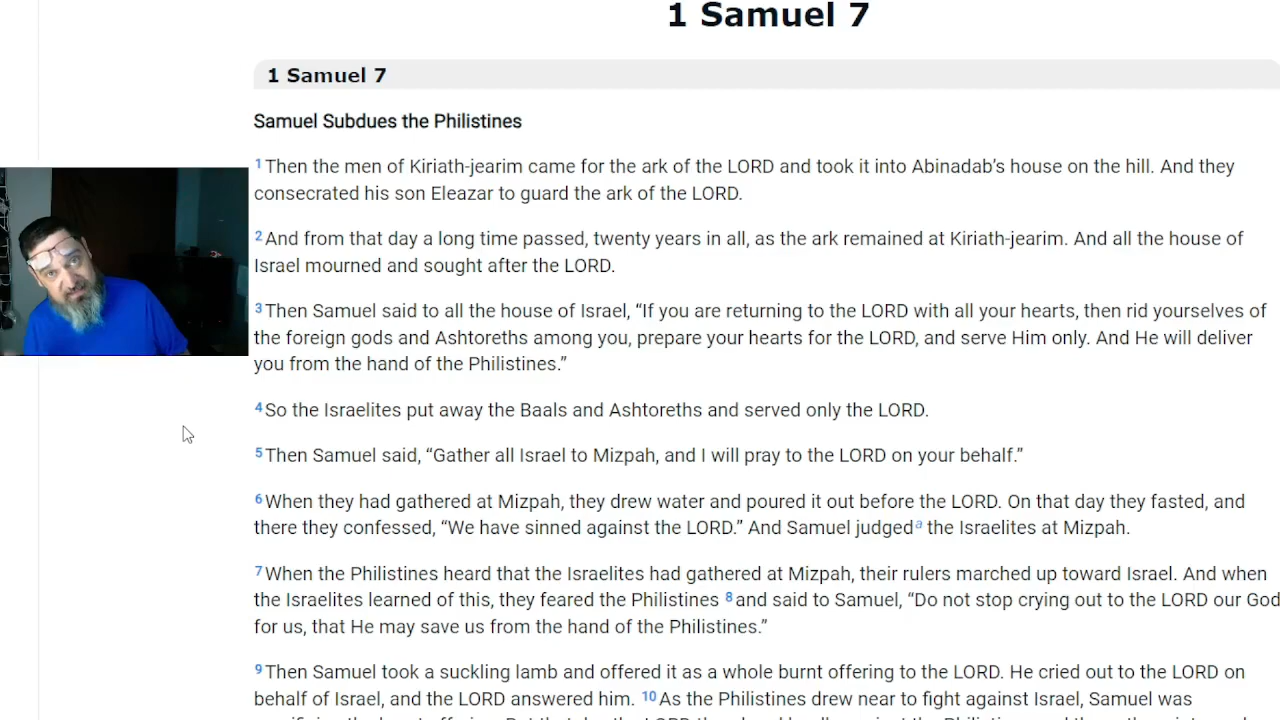 1 Samuel 7
1 Samuel 7
Samuel Subdues the Philistines
1 Then the men of Kiriath-jearim came for the ark of the LORD and took it into Abinadab’s house on the hill. And they
consecrated his son Eleazar to guard the ark of the LORD.
2 And from that day a long time passed, twenty years in all, as the ark remained at Kiriath-jearim. And all the house of
Israel mourned and sought after the LORD.
3 Then Samuel said to all the house of Israel, “If you are returning to the LORD with all your hearts, then rid yourselves of
the foreign gods and Ashtoreths among you, prepare your hearts for the LORD, and serve Him only. And He will deliver
you from the hand of the Philistines.”
4 So the Israelites put away the Baals and Ashtoreths and served only the LORD.
5 Then Samuel said, “Gather all Israel to Mizpah, and I will pray to the LORD on your behalf.”
6 When they had gathered at Mizpah, they drew water and poured it out before the LORD. On that day they fasted, and
there they confessed, “We have sinned against the LORD.” And Samuel judged a the Israelites at Mizpah.
7 When the Philistines heard that the Israelites had gathered at Mizpah, their rulers marched up toward Israel. And when
the Israelites learned of this, they feared the Philistines 8 and said to Samuel, “Do not stop crying out to the LORD our God
for us, that He may save us from the hand of the Philistines.”
9 Then Samuel took a suckling lamb and offered it as a whole burnt offering to the LORD. He cried out to the LORD on
behalf of Israel, and the LORD answered him. 10 As the Philistines drew near to fight against Israel, Samuel was